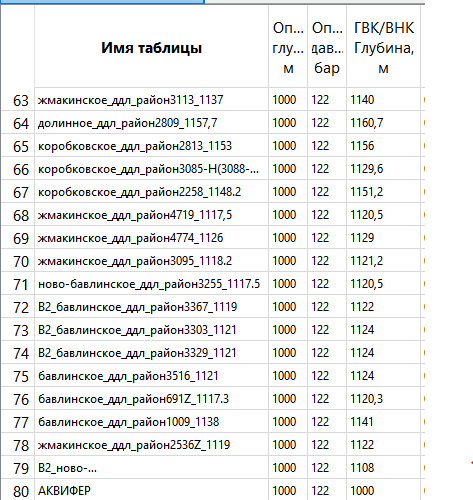 Имя таблицы Оп... глу... м Оп... дав... бар ГВК/ВНК Глубина, м
63 жмакинское_ддл_район3113_1137 1000 122 1140
64 долинное_ддл_район2809_1157,7 1000 122 1160,7
65 коробковское_ддл_район2813_1153 1000 122 1156
66 коробковское_ддл_район3085-Н(3088-... 1000 122 1129,6
67 коробковское_ддл_район2258_1148.2 1000 122 1151,2
68 жмакинское_ддл_район4719_1117,5 1000 122 1120,5
69 жмакинское_ддл_район4774_1126 1000 122 1129
70 жмакинское_ддл_район3095_1118.2 1000 122 1121,2
71 ново-бавлинское_ддл_район3255_1117.5 1000 122 1120,5
72 В2_бавлинское_ддл_район3367_1119 1000 122 1122
73 В2_бавлинское_ддл_район3303_1121 1000 122 1124
74 В2_бавлинское_ддл_район3329_1121 1000 122 1124
75 бавлинское_ддл_район3516_1121 1000 122 1124
76 бавлинское_ддл_район691Z_1117.3 1000 122 1120,3
77 бавлинское_ддл_район1009_1138 1000 122 1141
78 жмакинское_ддл_район2536Z_1119 1000 122 1122
79 В2_ново-... 1000 122 1108
80 АКВИФЕР 1000 122 1000